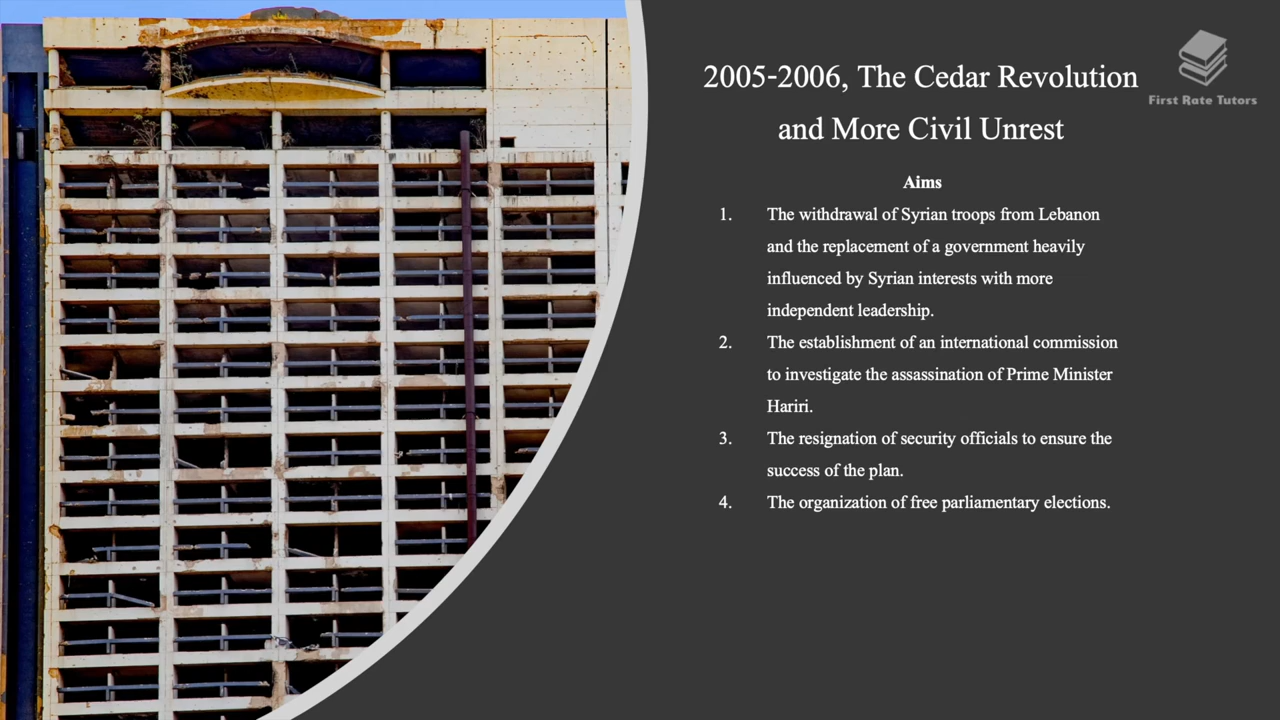 2005-2006, The Cedar Revolution
and More Civil Unrest
First Rate Tutors
Aims
1. The withdrawal of Syrian troops from Lebanon
and the replacement of a government heavily
influenced by Syrian interests with more
independent leadership.
2. The establishment of an international commission
to investigate the assassination of Prime Minister
Hariri.
3. The resignation of security officials to ensure the
success of the plan.
4. The organization of free parliamentary elections.